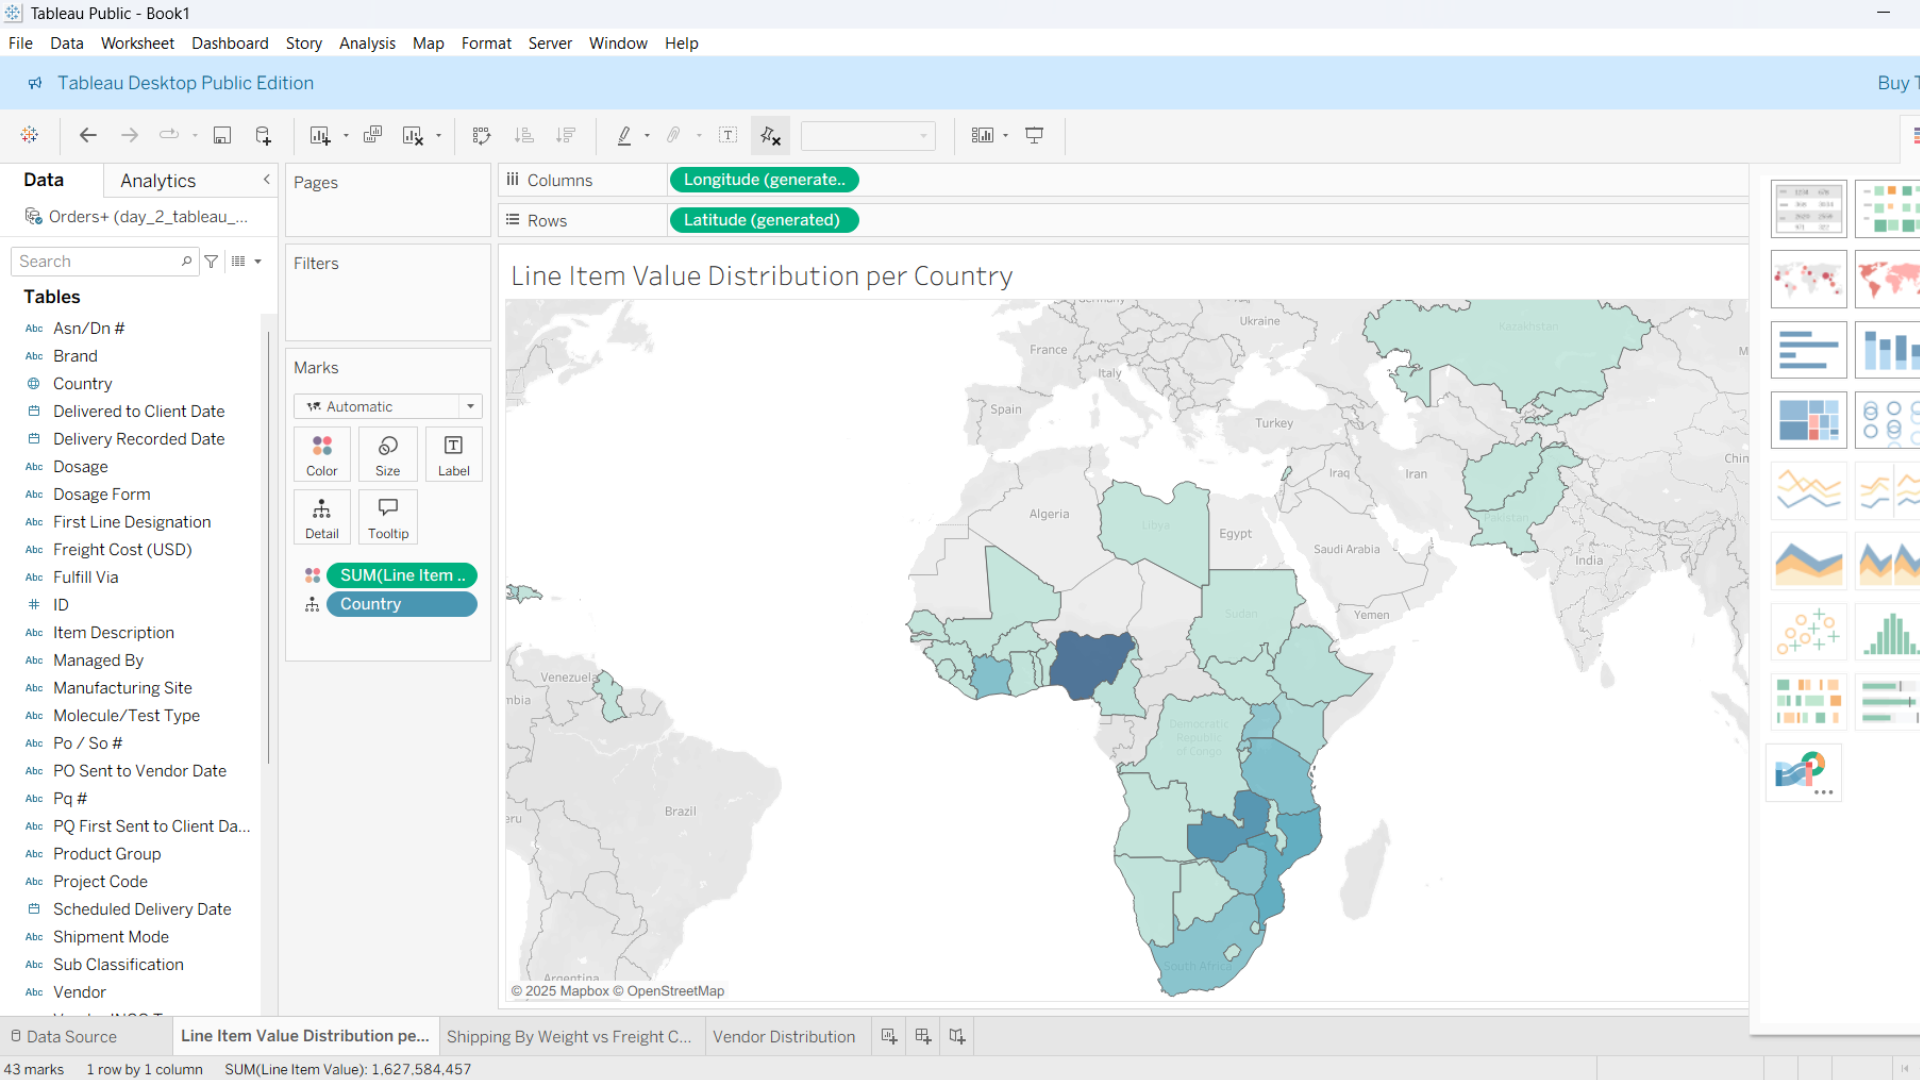 Tableau Public - Book1
File Data Worksheet Dashboard Story Analysis Map Format Server Window Help
Tableau Desktop Public Edition
Buy T
Data
Analytics
Orders+ (day_2_tableau_...
Search
Tables
Abc Asn/Dn #
Abc Brand
Country
Delivered to Client Date
Delivery Recorded Date
Abc Dosage
Abc Dosage Form
Abc First Line Designation
Abc Freight Cost (USD)
Abc Fulfill Via
# ID
Abc Item Description
Abc Managed By
Abc Manufacturing Site
Abc Molecule/Test Type
Abc Po / So #
Abc PO Sent to Vendor Date
Abc Pq #
Abc PQ First Sent to Client Da...
Abc Product Group
Abc Project Code
Scheduled Delivery Date
Abc Shipment Mode
Abc Sub Classification
Abc Vendor
Pages
Filters
Marks
Automatic
Color
Size
Label
Detail
Tooltip
SUM(Line Item ..
Country
Columns
Longitude (generate..
Rows
Latitude (generated)
Line Item Value Distribution per Country
Ukraine
Kazakhstan
France
Italy
Spain
Turkey
Iraq
Iran
Chin
Algeria
Libya
Egypt
Pakistan
Saudi Arabia
India
Sudan
Yemen
Venezuela
mbia
Democratic
Republic
of Congo
Brazil
eru
South Africa
Argentina
© 2025 Mapbox © OpenStreetMap
Data Source
Line Item Value Distribution pe...
Shipping By Weight vs Freight C...
Vendor Distribution
43 marks
1 row by 1 column
SUM(Line Item Value): 1,627,584,457